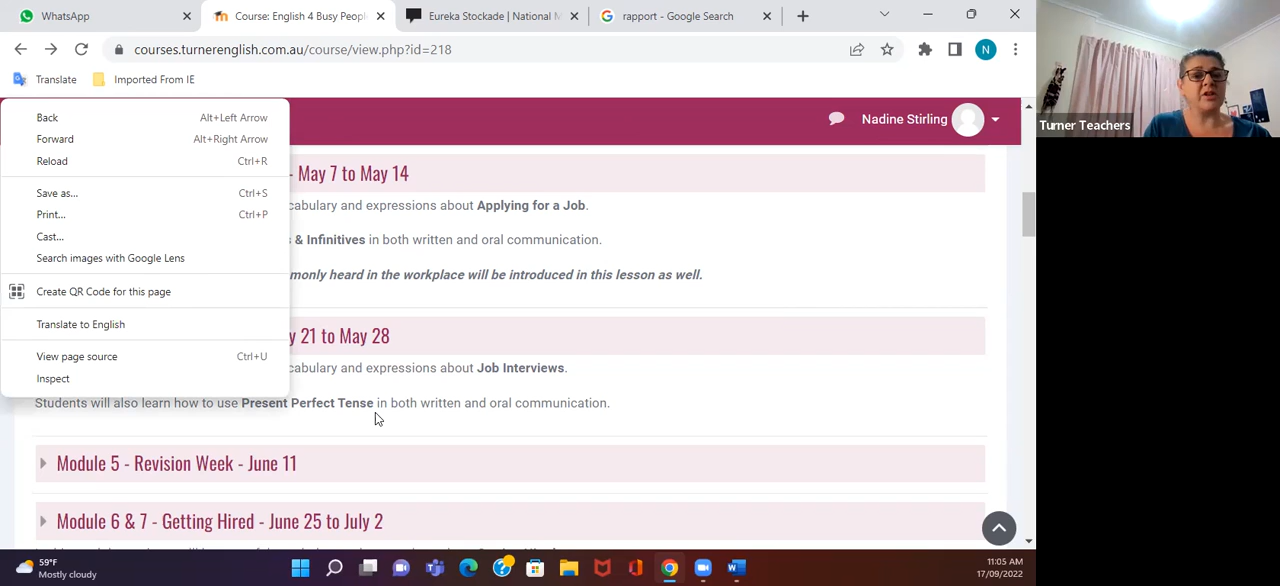 WhatsApp
Course: English 4 Busy Peopl
Eureka Stockade | National M
rapport - Google Search
courses.turnerenglish.com.au/course/view.php?id=218
N
Translate
Imported From IE
Nadine Stirling
Turner Teachers
Back Alt+Left Arrow
Forward Alt+Right Arrow
Reload Ctrl+R
Save as... Ctrl+S
Print... Ctrl+P
Cast...
Search images with Google Lens
Create QR Code for this page
Translate to English
View page source Ctrl+U
Inspect
- May 7 to May 14
cabulary and expressions about Applying for a Job.
s & Infinitives in both written and oral communication.
monly heard in the workplace will be introduced in this lesson as well.
y 21 to May 28
cabulary and expressions about Job Interviews.
Students will also learn how to use Present Perfect Tense in both written and oral communication.
Module 5 - Revision Week - June 11
Module 6 & 7 - Getting Hired - June 25 to July 2
59°F
Mostly cloudy
11:05 AM
17/09/2022